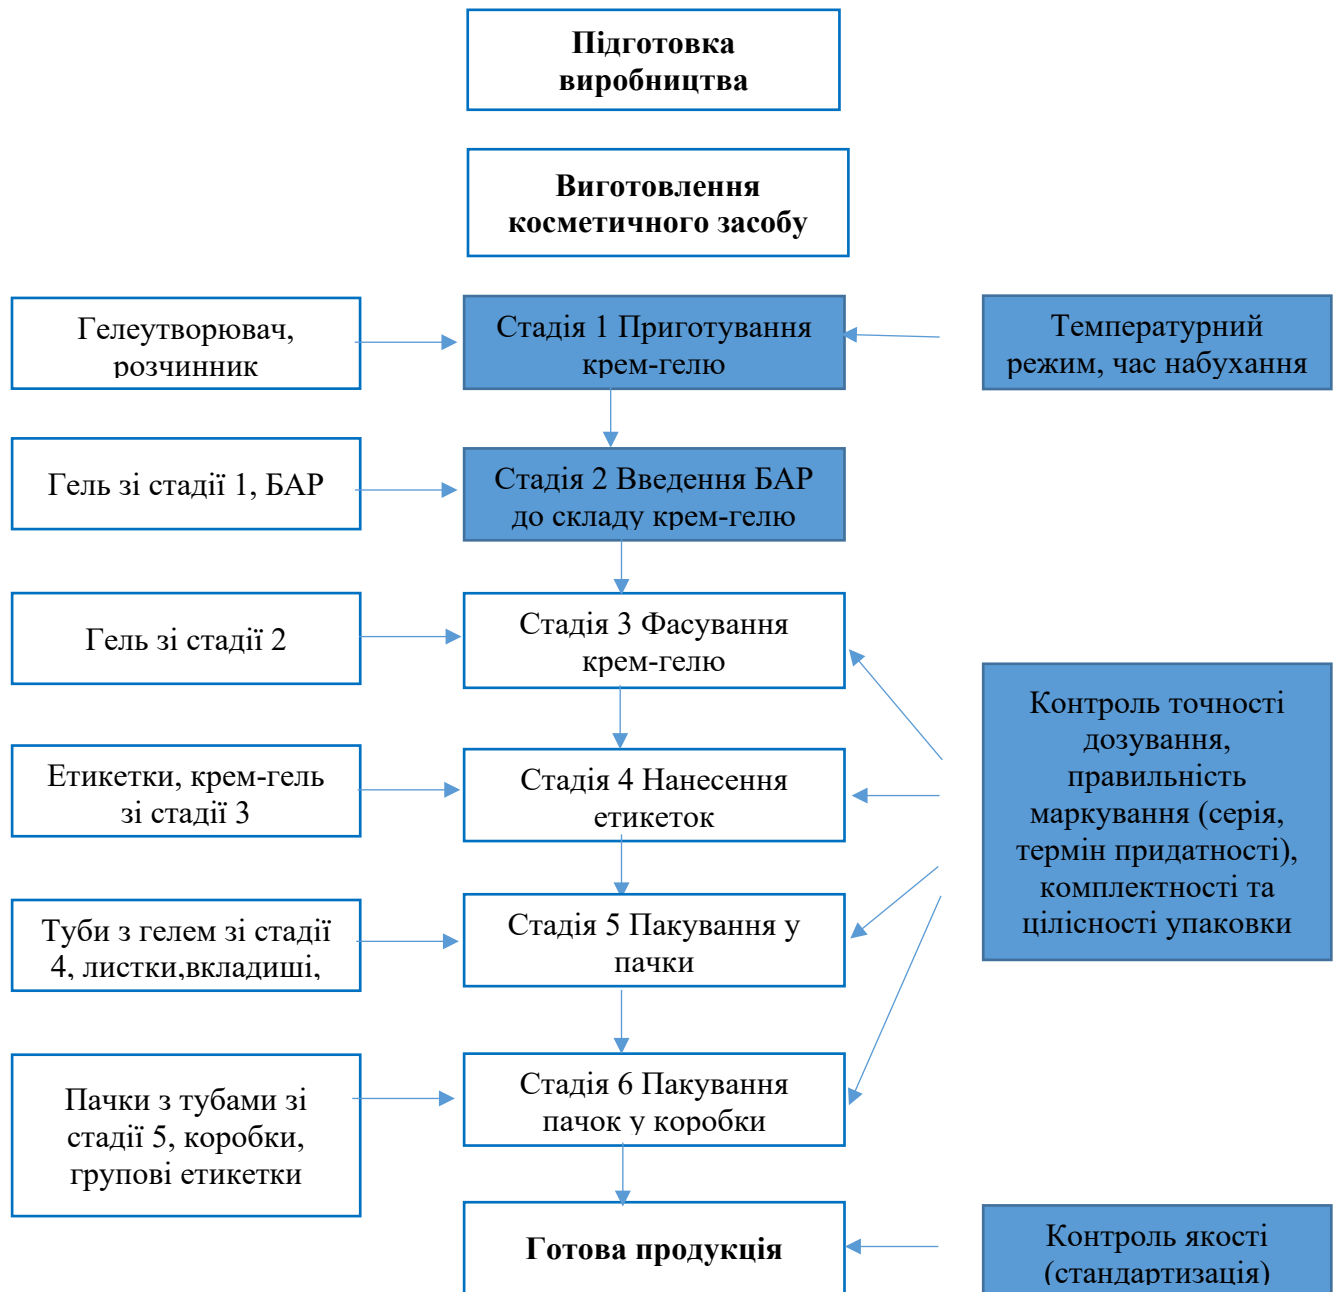 Підготовка
виробництва
Виготовлення
косметичного засобу
Гелеутворювач,
розчинник
Стадія 1 Приготування
крем-гелю
Температурний
режим, час набухання
Гель зі стадії 1, БАР
Стадія 2 Введення БАР
до складу крем-гелю
Гель зі стадії 2
Стадія 3 Фасування
крем-гелю
Етикетки, крем-гель
зі стадії 3
Стадія 4 Нанесення
етикеток
Контроль точності
дозування,
правильність
маркування (серія,
термін придатності),
комплектності та
цілісності упаковки
Туби з гелем зі стадії
4, листки,вкладиші,
Стадія 5 Пакування у
пачки
Пачки з тубами зі
стадії 5, коробки,
групові етикетки
Стадія 6 Пакування
пачок у коробки
Готова продукція
Контроль якості
(стандартизація)